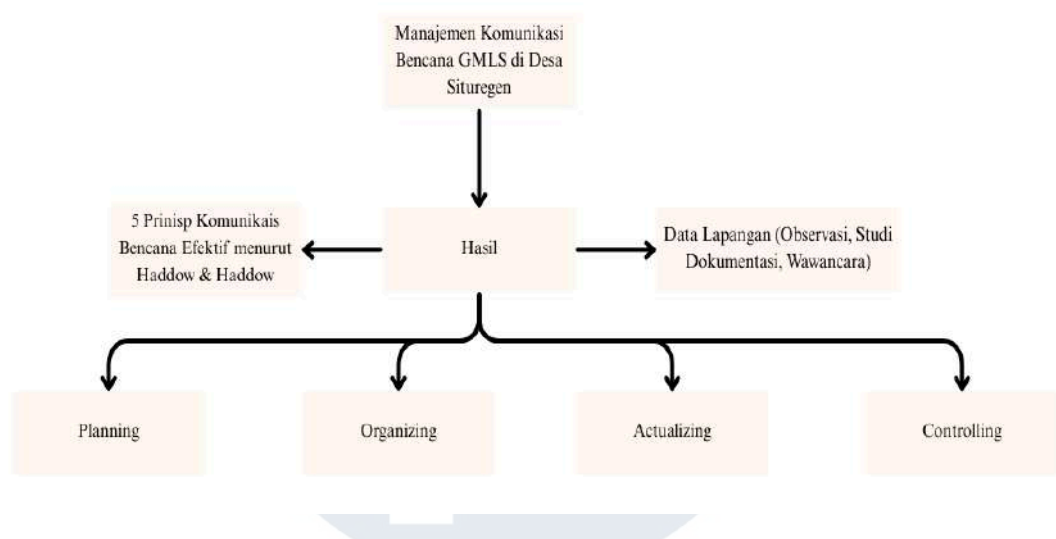 Manajemen Komunikasi
Bencana GMLS di Desa
Situregen
5 Prinisp Komunikais
Bencana Efektif menurut
Haddow & Haddow
Hasil
Data Lapangan (Observasi, Studi
Dokumentasi, Wawancara)
Planning
Organizing
Actualizing
Controlling